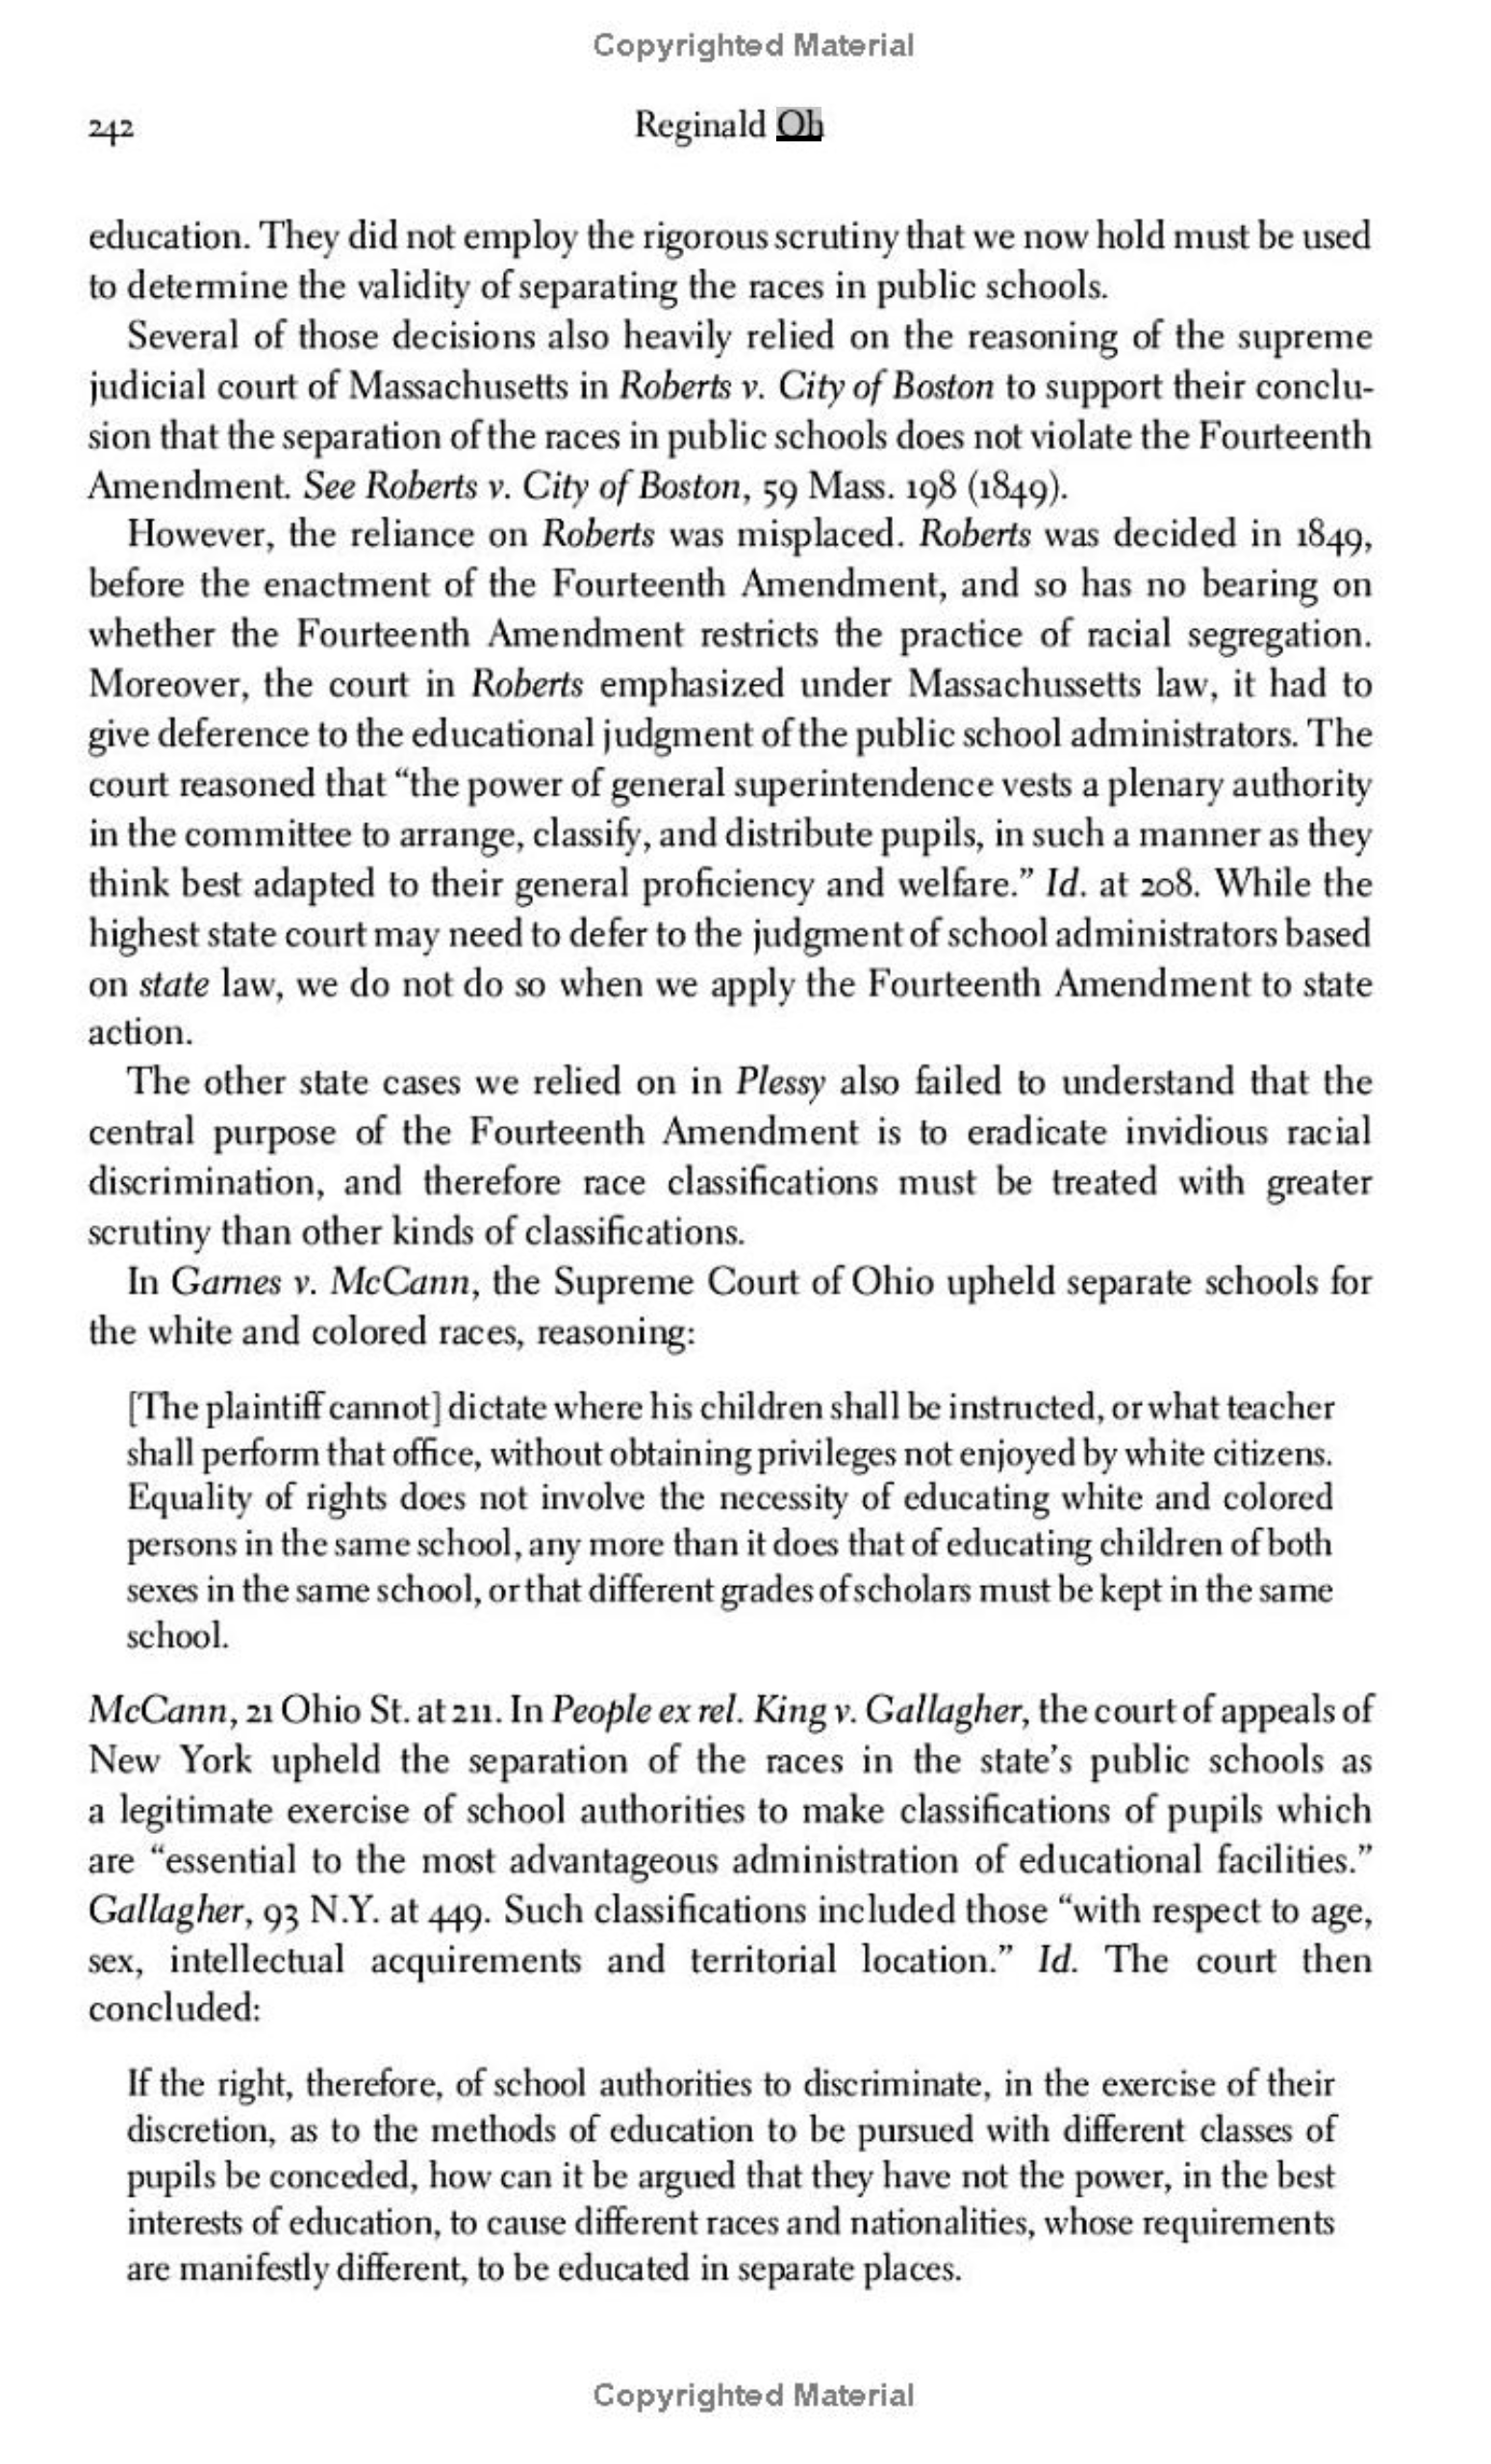 Copyrighted Material
242 Reginald Oh
education. They did not employ the rigorous scrutiny that we now hold must be used
to determine the validity of separating the races in public schools.
Several of those decisions also heavily relied on the reasoning of the supreme
judicial court of Massachusetts in Roberts v. City of Boston to support their conclu-
sion that the separation of the races in public schools does not violate the Fourteenth
Amendment. See Roberts v. City of Boston, 59 Mass. 198 (1849).
However, the reliance on Roberts was misplaced. Roberts was decided in 1849,
before the enactment of the Fourteenth Amendment, and so has no bearing on
whether the Fourteenth Amendment restricts the practice of racial segregation.
Moreover, the court in Roberts emphasized under Massachussetts law, it had to
give deference to the educational judgment of the public school administrators. The
court reasoned that “the power of general superintendence vests a plenary authority
in the committee to arrange, classify, and distribute pupils, in such a manner as they
think best adapted to their general proficiency and welfare.” Id. at 208. While the
highest state court may need to defer to the judgment of school administrators based
on state law, we do not do so when we apply the Fourteenth Amendment to state
action.
The other state cases we relied on in Plessy also failed to understand that the
central purpose of the Fourteenth Amendment is to eradicate invidious racial
discrimination, and therefore race classifications must be treated with greater
scrutiny than other kinds of classifications.
In Garnes v. McCann, the Supreme Court of Ohio upheld separate schools for
the white and colored races, reasoning:
[The plaintiff cannot] dictate where his children shall be instructed, or what teacher
shall perform that office, without obtaining privileges not enjoyed by white citizens.
Equality of rights does not involve the necessity of educating white and colored
persons in the same school, any more than it does that of educating children of both
sexes in the same school, or that different grades of scholars must be kept in the same
school.
McCann, 21 Ohio St. at 211. In People ex rel. King v. Gallagher, the court of appeals of
New York upheld the separation of the races in the state’s public schools as
a legitimate exercise of school authorities to make classifications of pupils which
are “essential to the most advantageous administration of educational facilities.”
Gallagher, 93 N.Y. at 449. Such classifications included those “with respect to age,
sex, intellectual acquirements and territorial location.” Id. The court then
concluded:
If the right, therefore, of school authorities to discriminate, in the exercise of their
discretion, as to the methods of education to be pursued with different classes of
pupils be conceded, how can it be argued that they have not the power, in the best
interests of education, to cause different races and nationalities, whose requirements
are manifestly different, to be educated in separate places.
Copyrighted Material